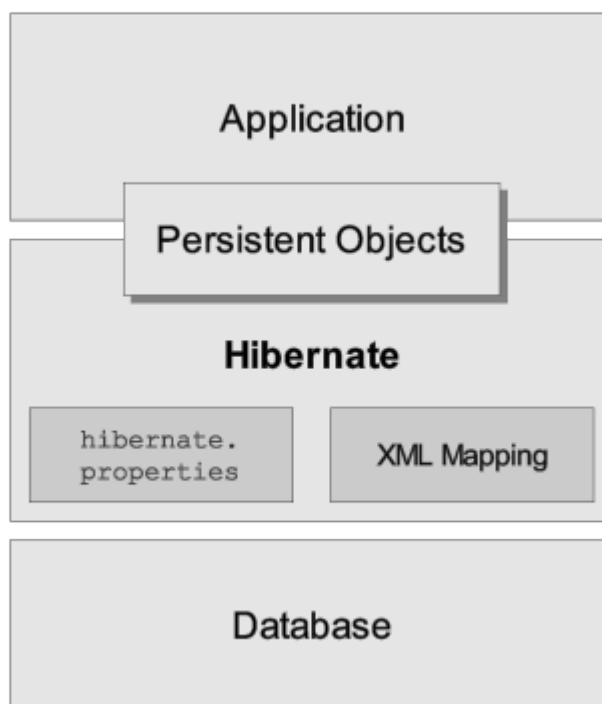 Application
Persistent Objects
Hibernate
hibernate.
properties
XML Mapping
Database